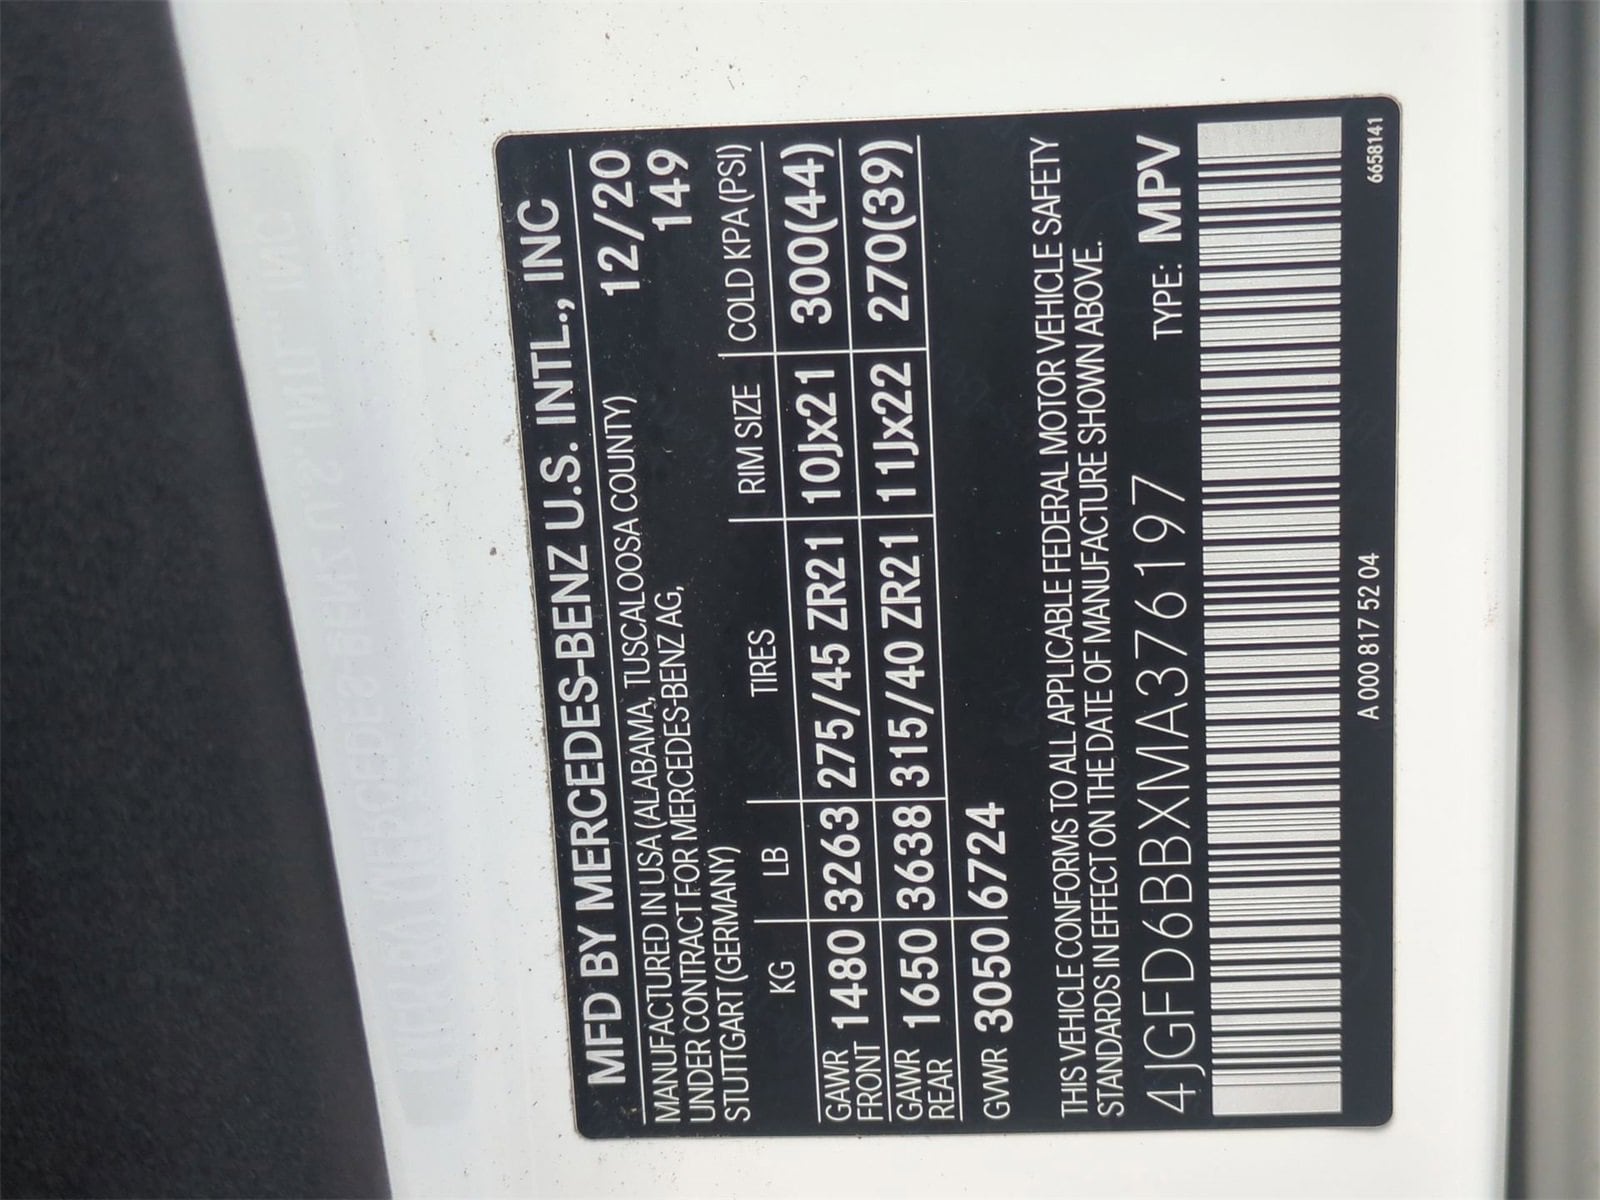 MFD BY MERCEDES-BENZ U.S. INTL., INC
MANUFACTURED IN USA (ALABAMA, TUSCALOOSA COUNTY) 12/20
UNDER CONTRACT FOR MERCEDES-BENZ AG, 149
STUTTGART (GERMANY)
KG LB TIRES RIM SIZE COLD KPA (PSI)
GAWR FRONT 1480 3263 275/45 ZR21 10Jx21 300(44)
GAWR REAR 1650 3638 315/40 ZR21 11Jx22 270(39)
GVWR 3050 6724
THIS VEHICLE CONFORMS TO ALL APPLICABLE FEDERAL MOTOR VEHICLE SAFETY
STANDARDS IN EFFECT ON THE DATE OF MANUFACTURE SHOWN ABOVE.
4JGFD6BBXMA376197 TYPE: MPV
A 000 817 52 04 6658141